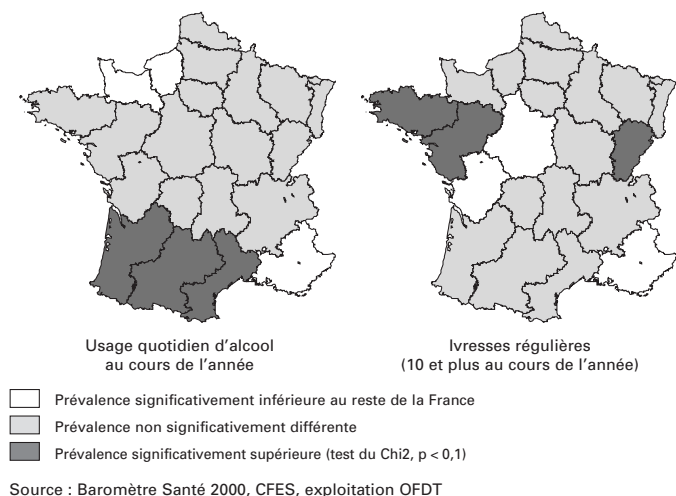 Usage quotidien d'alcool
au cours de l'année
Ivresses régulières
(10 et plus au cours de l'année)
Prévalence significativement inférieure au reste de la France
Prévalence non significativement différente
Prévalence significativement supérieure (test du Chi2, p < 0,1)
Source : Baromètre Santé 2000, CFES, exploitation OFDT